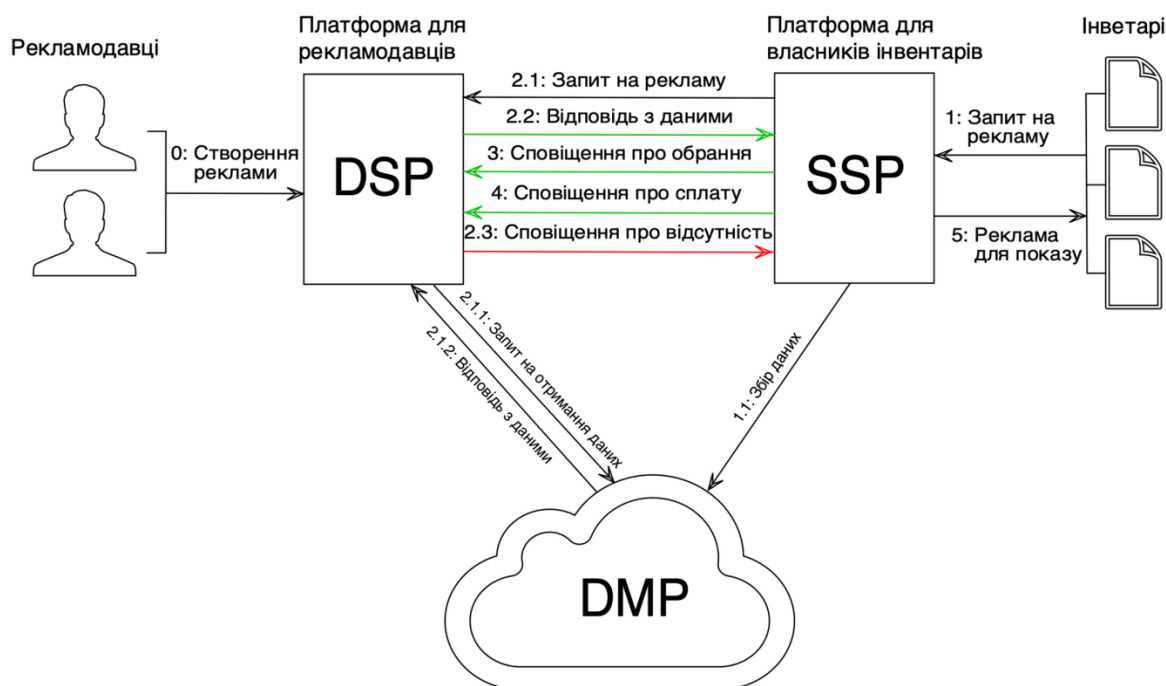 Рекламодавці
Платформа для
рекламодавців
Платформа для
власників інвентарів
Інветарі
0: Створення
реклами
DSP
2.1: Запит на рекламу
2.2: Відповідь з даними
3: Сповіщення про обрання
4: Сповіщення про сплату
2.3: Сповіщення про відсутність
SSP
1: Запит на
рекламу
5: Реклама
для показу
2.1.1: Запит на отримання даних
2.1.2: Відповідь з даними
1.1: Збір даних
DMP